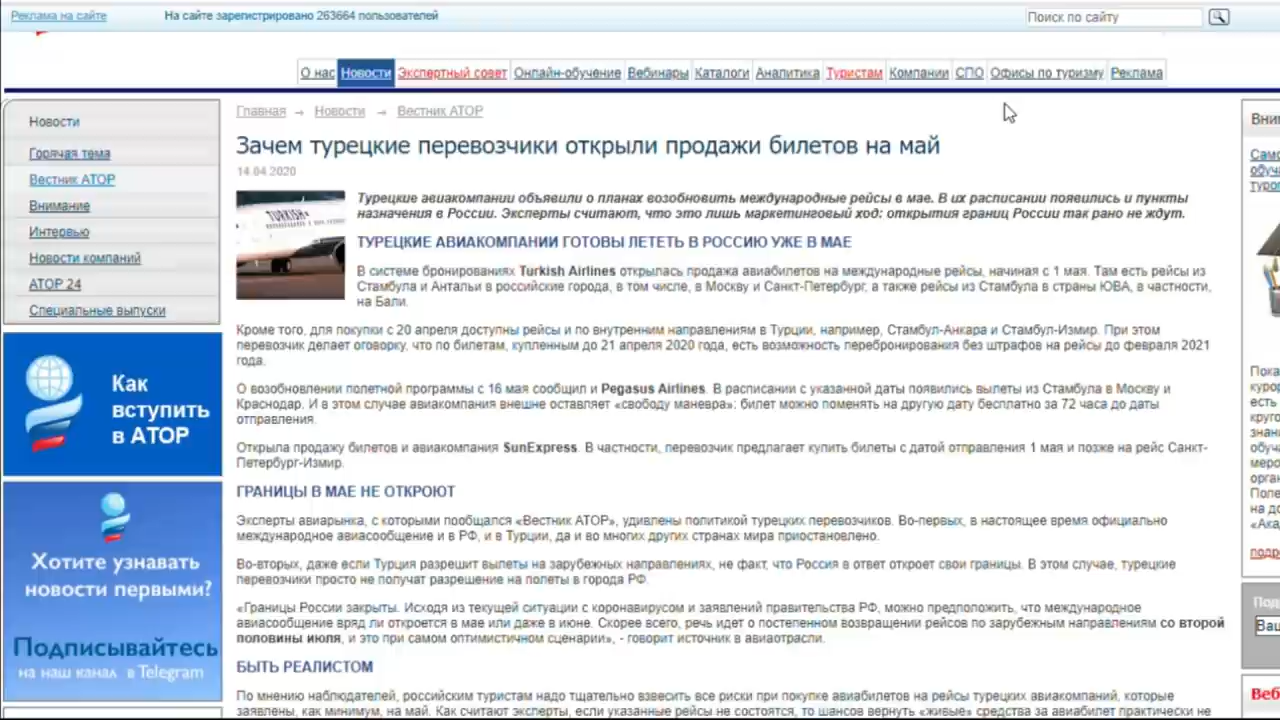 Реклама на сайте
На сайте зарегистрировано 263664 пользователей
Поиск по сайту
О нас
Новости
Экспертный совет
Онлайн-обучение
Вебинары
Каталоги
Аналитика
Туристам
Компании
СПО
Офисы по туризму
Реклама
Новости
Горячая тема
Вестник АТОР
Внимание
Интервью
Новости компаний
АТОР 24
Специальные выпуски
Как
вступить
в АТОР
Хотите узнавать
новости первыми?
Подписывайтесь
на наш канал в Telegram
Главная → Новости → Вестник АТОР
Зачем турецкие перевозчики открыли продажи билетов на май
14.04.2020
TURKISH
Турецкие авиакомпании объявили о планах возобновить международные рейсы в мае. В их расписании появились и пункты
назначения в России. Эксперты считают, что это лишь маркетинговый ход: открытия границ России так рано не ждут.
ТУРЕЦКИЕ АВИАКОМПАНИИ ГОТОВЫ ЛЕТЕТЬ В РОССИЮ УЖЕ В МАЕ
В системе бронированиях Turkish Airlines открылась продажа авиабилетов на международные рейсы, начиная с 1 мая. Там есть рейсы из
Стамбула и Антальи в российские города, в том числе, в Москву и Санкт-Петербург, а также рейсы из Стамбула в страны ЮВА, в частности,
на Бали.
Кроме того, для покупки с 20 апреля доступны рейсы и по внутренним направлениям в Турции, например, Стамбул-Анкара и Стамбул-Измир. При этом
перевозчик делает оговорку, что по билетам, купленным до 21 апреля 2020 года, есть возможность перебронирования без штрафов на рейсы до февраля 2021
года.
О возобновлении полетной программы с 16 мая сообщил и Pegasus Airlines. В расписании с указанной даты появились вылеты из Стамбула в Москву и
Краснодар. И в этом случае авиакомпания внешне оставляет «свободу маневра»: билет можно поменять на другую дату бесплатно за 72 часа до даты
отправления.
Открыла продажу билетов и авиакомпания SunExpress. В частности, перевозчик предлагает купить билеты с датой отправления 1 мая и позже на рейс Санкт-
Петербург-Измир.
ГРАНИЦЫ В МАЕ НЕ ОТКРОЮТ
Эксперты авиарынка, с которыми пообщался «Вестник АТОР», удивлены политикой турецких перевозчиков. Во-первых, в настоящее время официально
международное авиасообщение и в РФ, и в Турции, да и во многих других странах мира приостановлено.
Во-вторых, даже если Турция разрешит вылеты на зарубежных направлениях, не факт, что Россия в ответ откроет свои границы. В этом случае, турецкие
перевозчики просто не получат разрешение на полеты в города РФ.
«Границы России закрыты. Исходя из текущей ситуации с коронавирусом и заявлений правительства РФ, можно предположить, что международное
авиасообщение вряд ли откроется в мае или даже в июне. Скорее всего, речь идет о постепенном возвращении рейсов по зарубежным направлениям со второй
половины июля, и это при самом оптимистичном сценарии», - говорит источник в авиаотрасли.
БЫТЬ РЕАЛИСТОМ
По мнению наблюдателей, российским туристам надо тщательно взвесить все риски при покупке авиабилетов на рейсы турецких авиакомпаний, которые
заявлены, как минимум, на май. Как считают эксперты, если указанные рейсы не состоятся, то шансов вернуть «живые» средства за авиабилет практически не